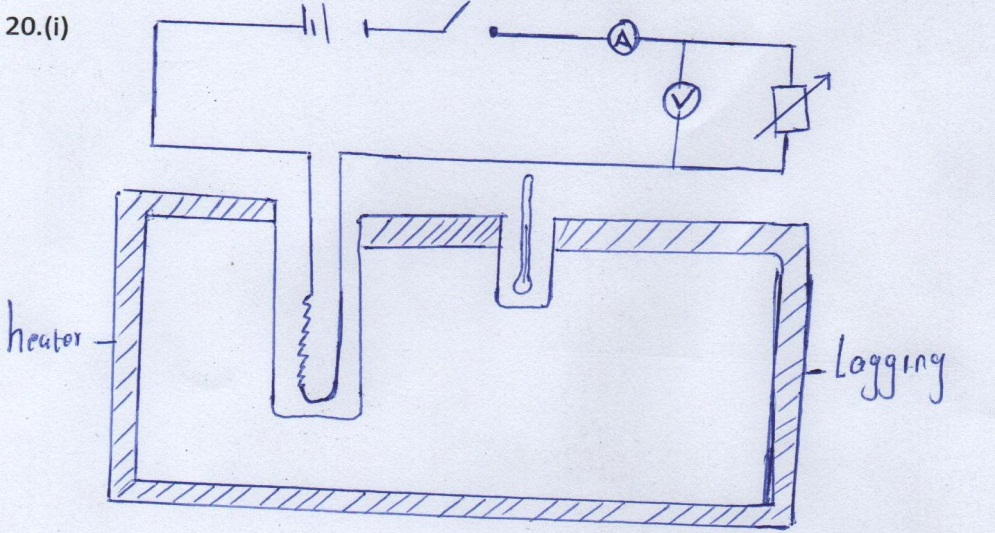 20.(i)
A
V
heater
Lagging